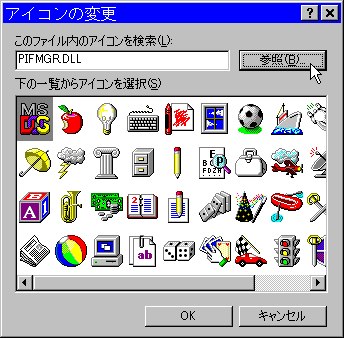 アイコンの変更
このファイル内のアイコンを検索(L):
PIFMGR.DLL
参照(B)...
下の一覧からアイコンを選択(S)
MS
DOS
E
A
2
ab
OK
キャンセル